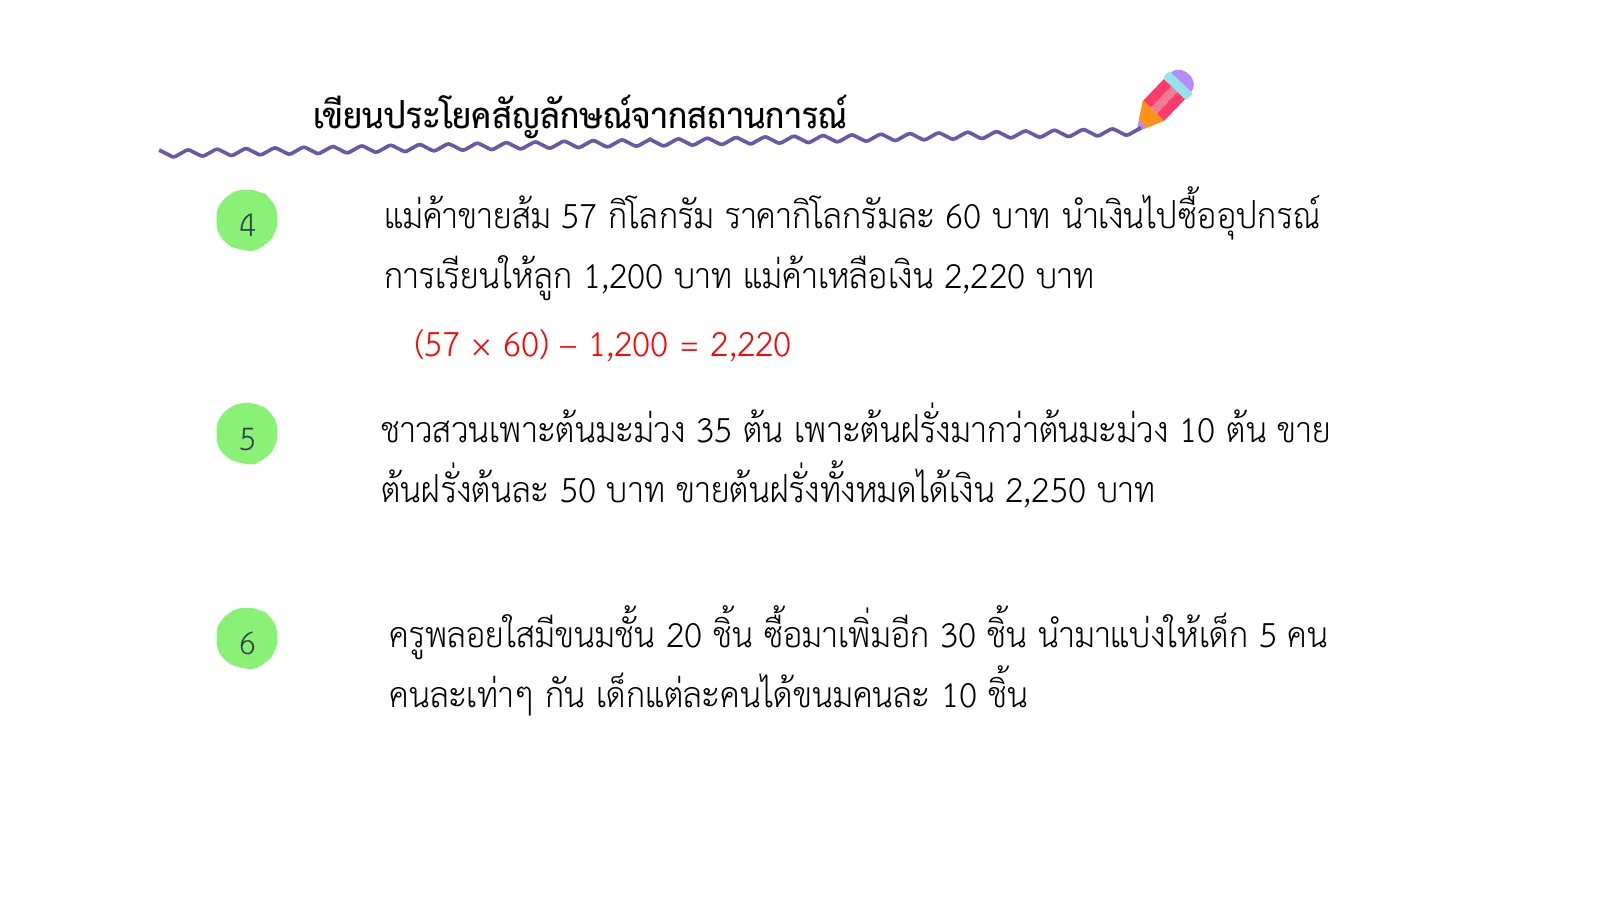 เขียนประโยคสัญลักษณ์จากสถานการณ์
4
แม่ค้าขายส้ม 57 กิโลกรัม ราคากิโลกรัมละ 60 บาท นำเงินไปซื้ออุปกรณ์
การเรียนให้ลูก 1,200 บาท แม่ค้าเหลือเงิน 2,220 บาท
(57 × 60) – 1,200 = 2,220
5
ชาวสวนเพาะต้นมะม่วง 35 ต้น เพาะต้นฝรั่งมากว่าต้นมะม่วง 10 ต้น ขาย
ต้นฝรั่งต้นละ 50 บาท ขายต้นฝรั่งทั้งหมดได้เงิน 2,250 บาท
6
ครูพลอยใสมีขนมชั้น 20 ชิ้น ซื้อมาเพิ่มอีก 30 ชิ้น นำมาแบ่งให้เด็ก 5 คน
คนละเท่าๆ กัน เด็กแต่ละคนได้ขนมคนละ 10 ชิ้น